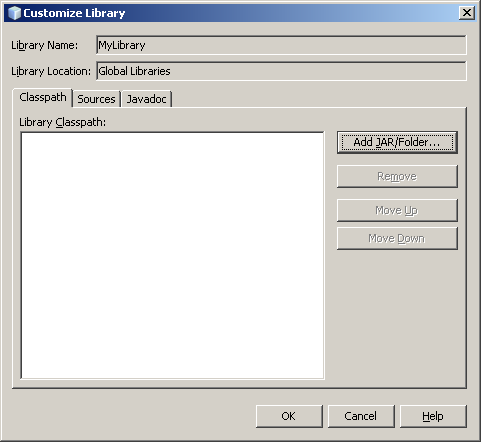 Customize Library
Library Name: MyLibrary
Library Location: Global Libraries
Classpath Sources Javadoc
Library Classpath:
Add JAR/Folder...
Remove
Move Up
Move Down
OK Cancel Help